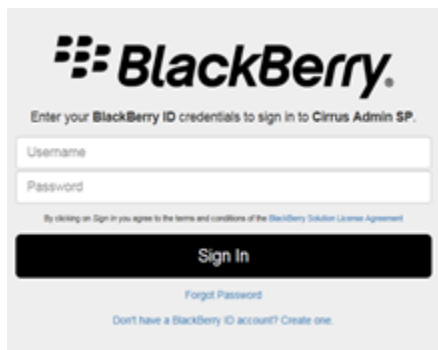 BlackBerry.
Enter your BlackBerry ID credentials to sign in to Cirrus Admin SP.
Username
Password
By clicking on Sign In you agree to the terms and conditions of the BlackBerry Solution License Agreement
Sign In
Forgot Password
Don't have a BlackBerry ID account? Create one.